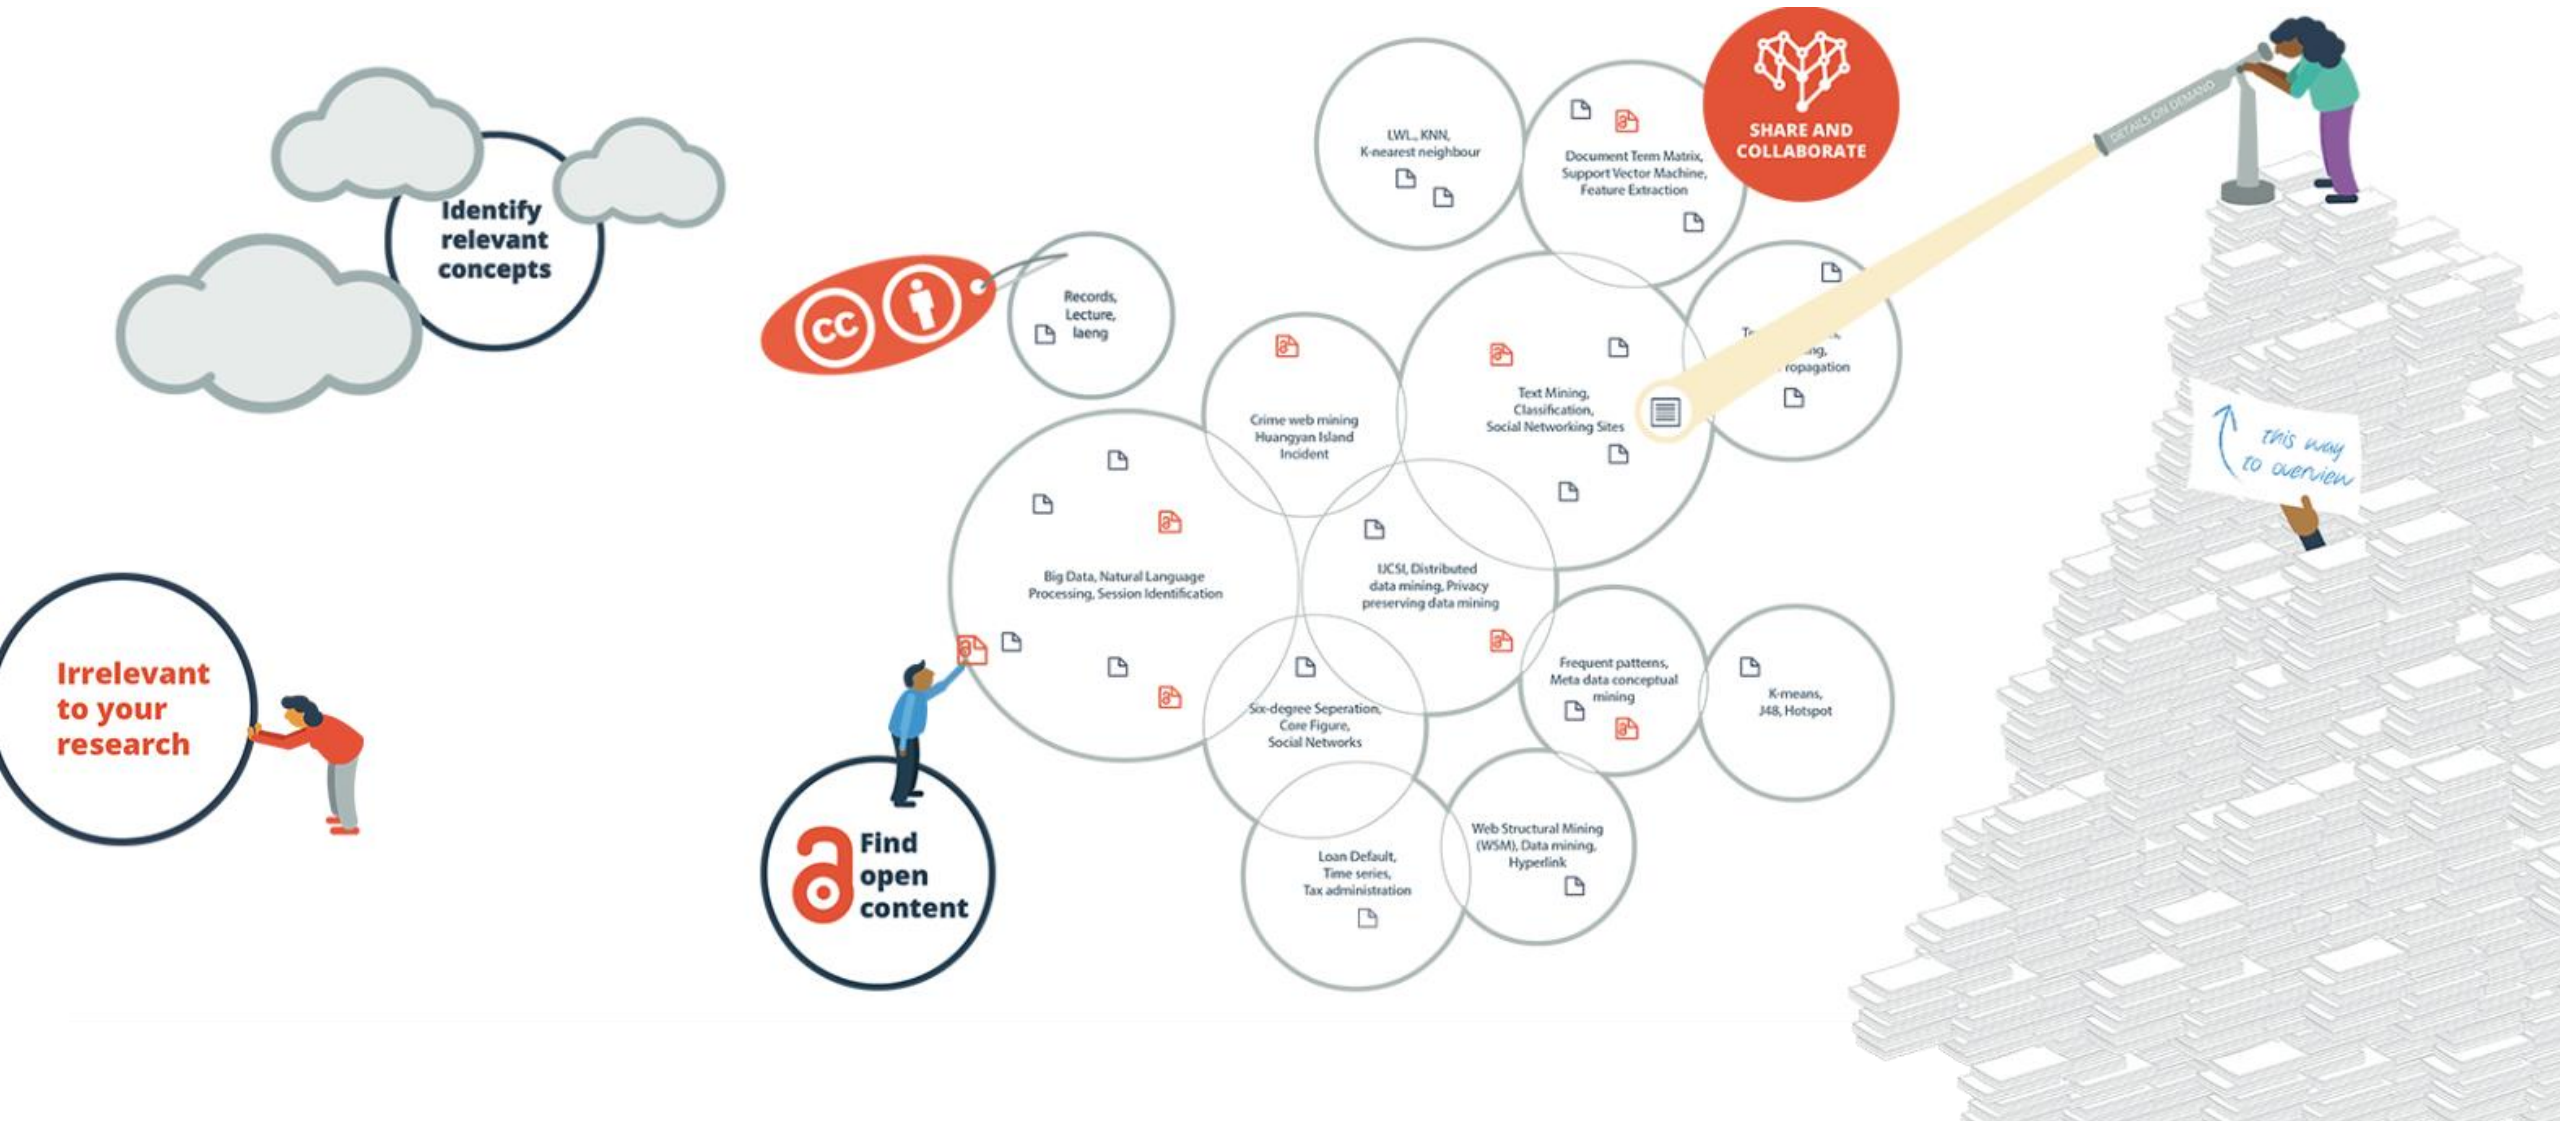 Identify
relevant
concepts
Irrelevant
to your
research
cc
Find
open
content
Records,
Lecture,
laeng
LWL, KNN,
K-nearest neighbour
Document Term Matrix,
Support Vector Machine,
Feature Extraction
SHARE AND
COLLABORATE
DETAILS ON DEMAND
Crime web mining
Huangyan Island
Incident
Text Mining,
Classification,
Social Networking Sites
Big Data, Natural Language
Processing, Session Identification
IJCSI, Distributed
data mining, Privacy
preserving data mining
Six-degree Seperation,
Core Figure,
Social Networks
Frequent patterns,
Meta data conceptual
mining
K-means,
J48, Hotspot
Loan Default,
Time series,
Tax administration
Web Structural Mining
(WSM), Data mining,
Hyperlink
this way
to overview